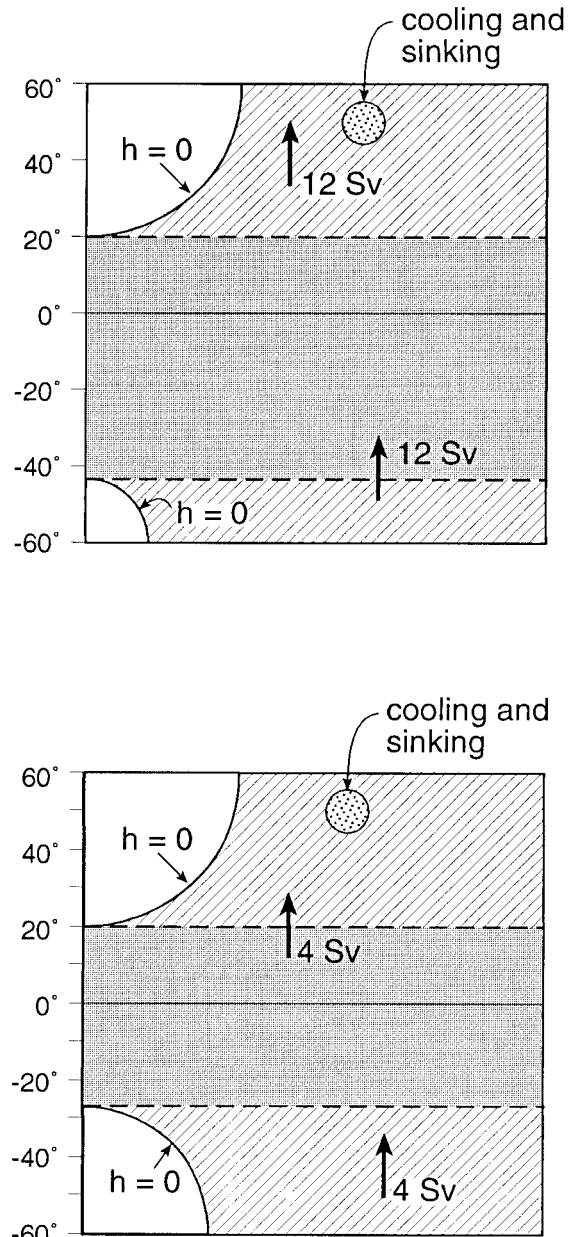 cooling and
sinking
60°
h = 0
40°
12 Sv
20°
0°
-20°
12 Sv
-40°
h = 0
-60°
cooling and
sinking
60°
h = 0
40°
20°
4 Sv
0°
-20°
-40°
h = 0
4 Sv
-60°